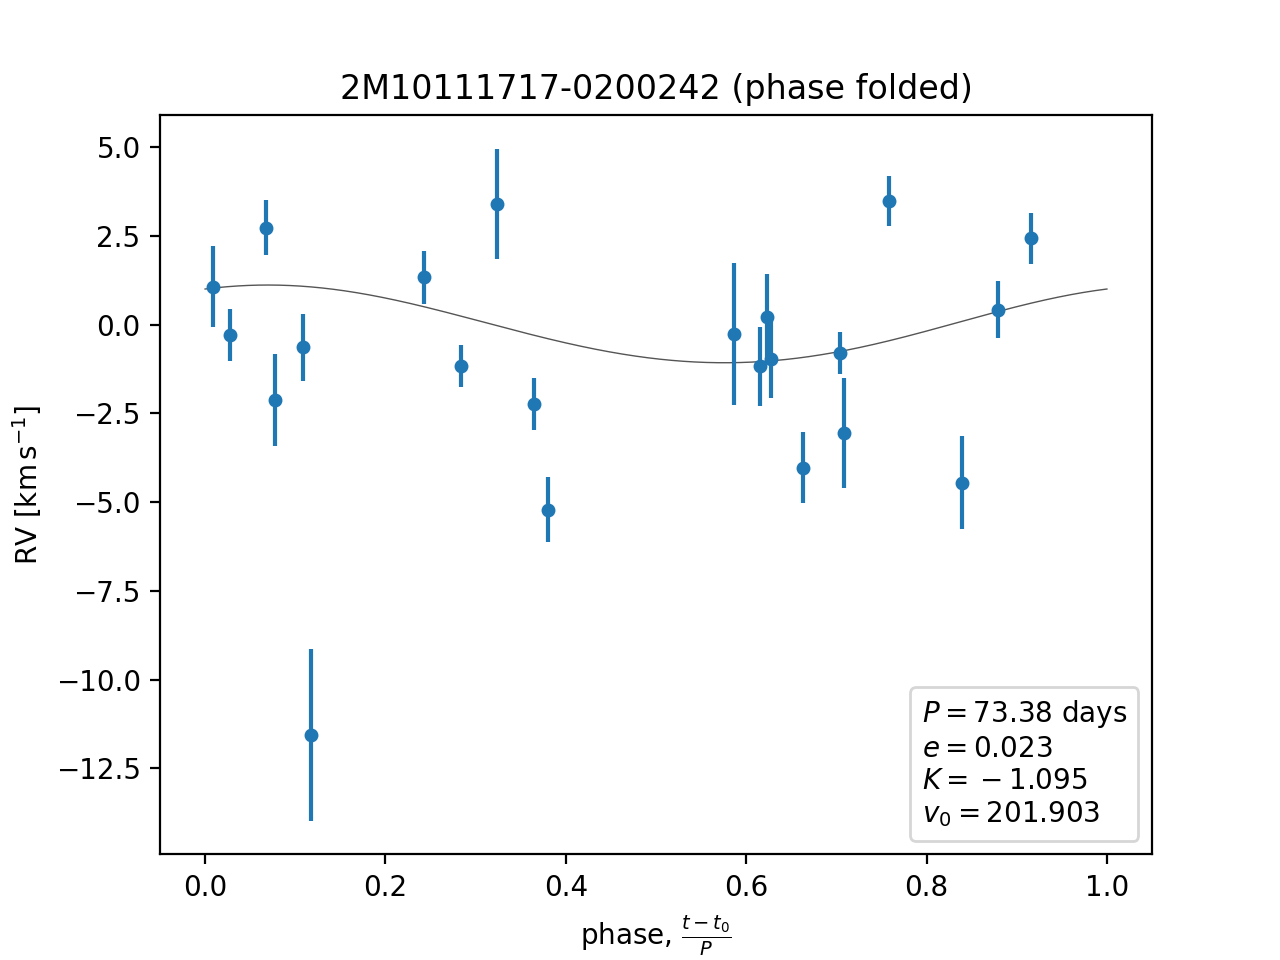 2M10111717-0200242 (phase folded)
5.0
2.5
0.0
−2.5
−5.0
−7.5
−10.0
−12.5
RV [km s⁻¹]
P = 73.38 days
e = 0.023
K = −1.095
v₀ = 201.903
0.0 0.2 0.4 0.6 0.8 1.0
phase, (t − t₀)/P